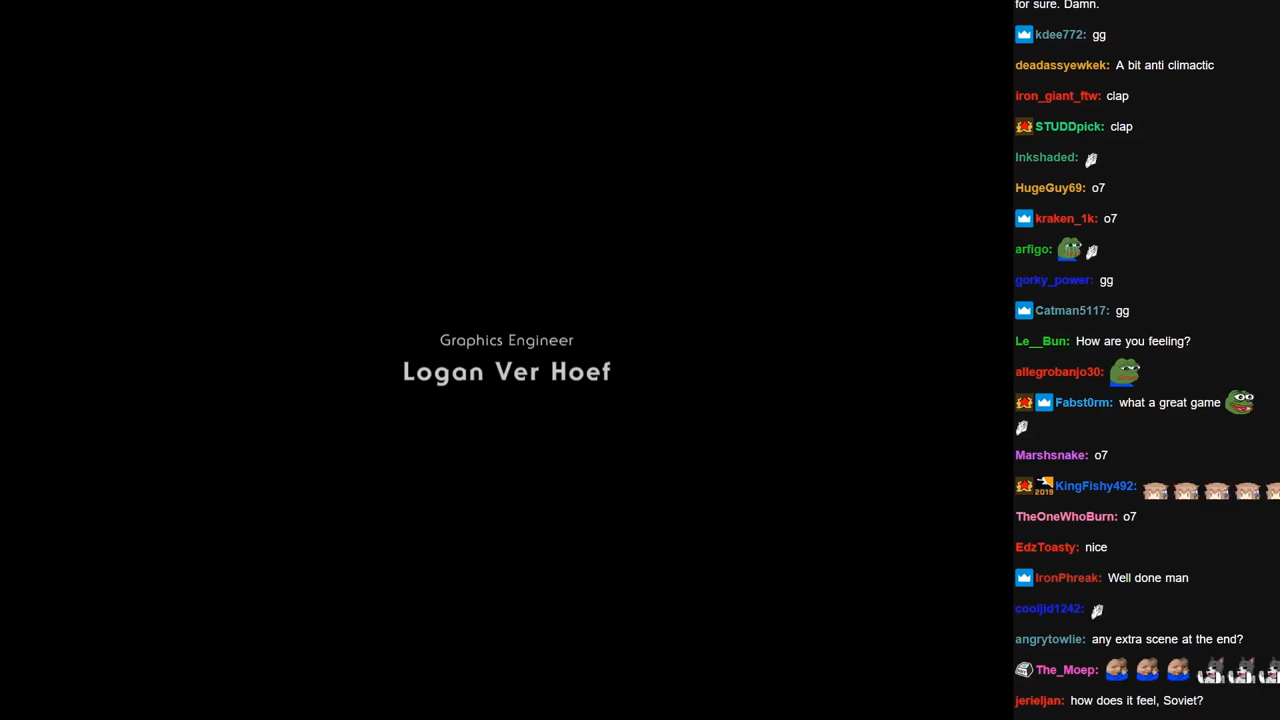 Graphics Engineer
Logan Ver Hoef
for sure. Damn.
kdee772: gg
deadassyewkek: A bit anti climactic
iron_giant_ftw: clap
STUDDpick: clap
Inkshaded:
HugeGuy69: o7
kraken_1k: o7
arfigo:
gorky_power: gg
Catman5117: gg
Le__Bun: How are you feeling?
allegrobanjo30:
Fabst0rm: what a great game
Marshsnake: o7
2019 KingFishy492:
TheOneWhoBurn: o7
EdzToasty: nice
IronPhreak: Well done man
cooljid1242:
angrytowlie: any extra scene at the end?
The_Moep:
jerieljan: how does it feel, Soviet?